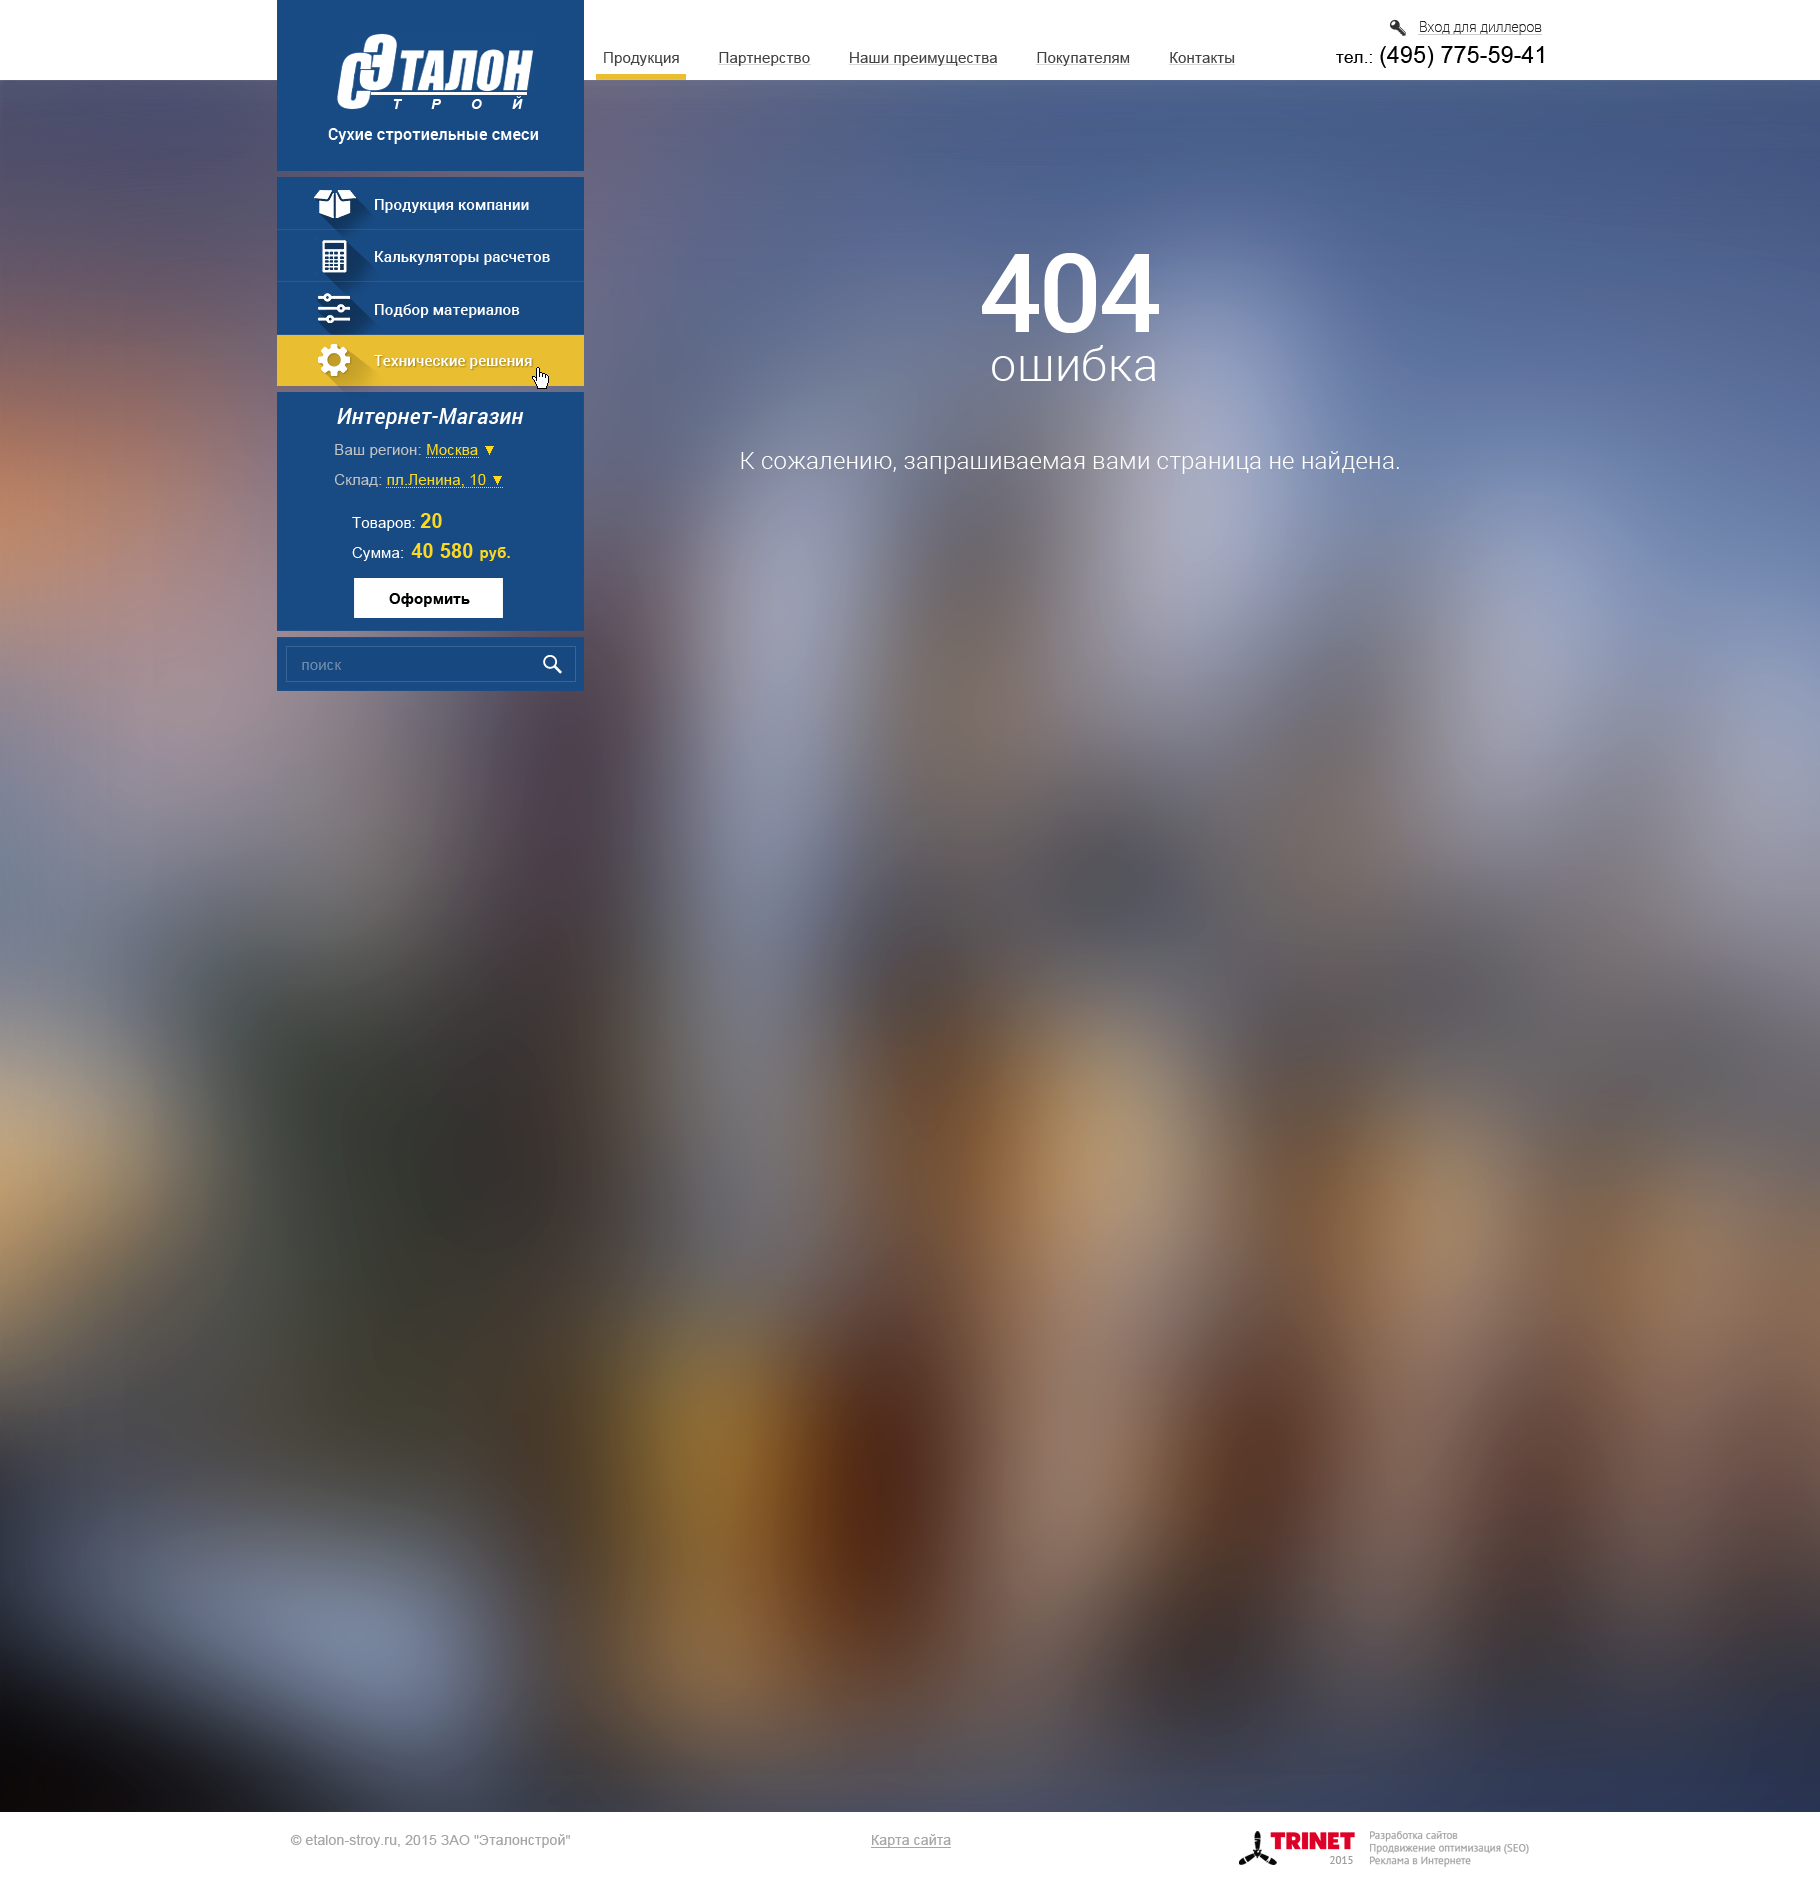 Вход для диллеров
тел.: (495) 775-59-41
Продукция Партнерство Наши преимущества Покупателям Контакты
СЭТАЛОН
ТРОЙ
Сухие стротиельные смеси
Продукция компании
Калькуляторы расчетов
Подбор материалов
Технические решения
Интернет-Магазин
Ваш регион: Москва ▼
Склад: пл.Ленина, 10 ▼
Товаров: 20
Сумма: 40 580 руб.
Оформить
поиск
404
ошибка
К сожалению, запрашиваемая вами страница не найдена.
© etalon-stroy.ru, 2015 ЗАО "Эталонстрой"
Карта сайта
TRINET
2015
Разработка сайтов
Продвижение оптимизация (SEO)
Реклама в Интернете